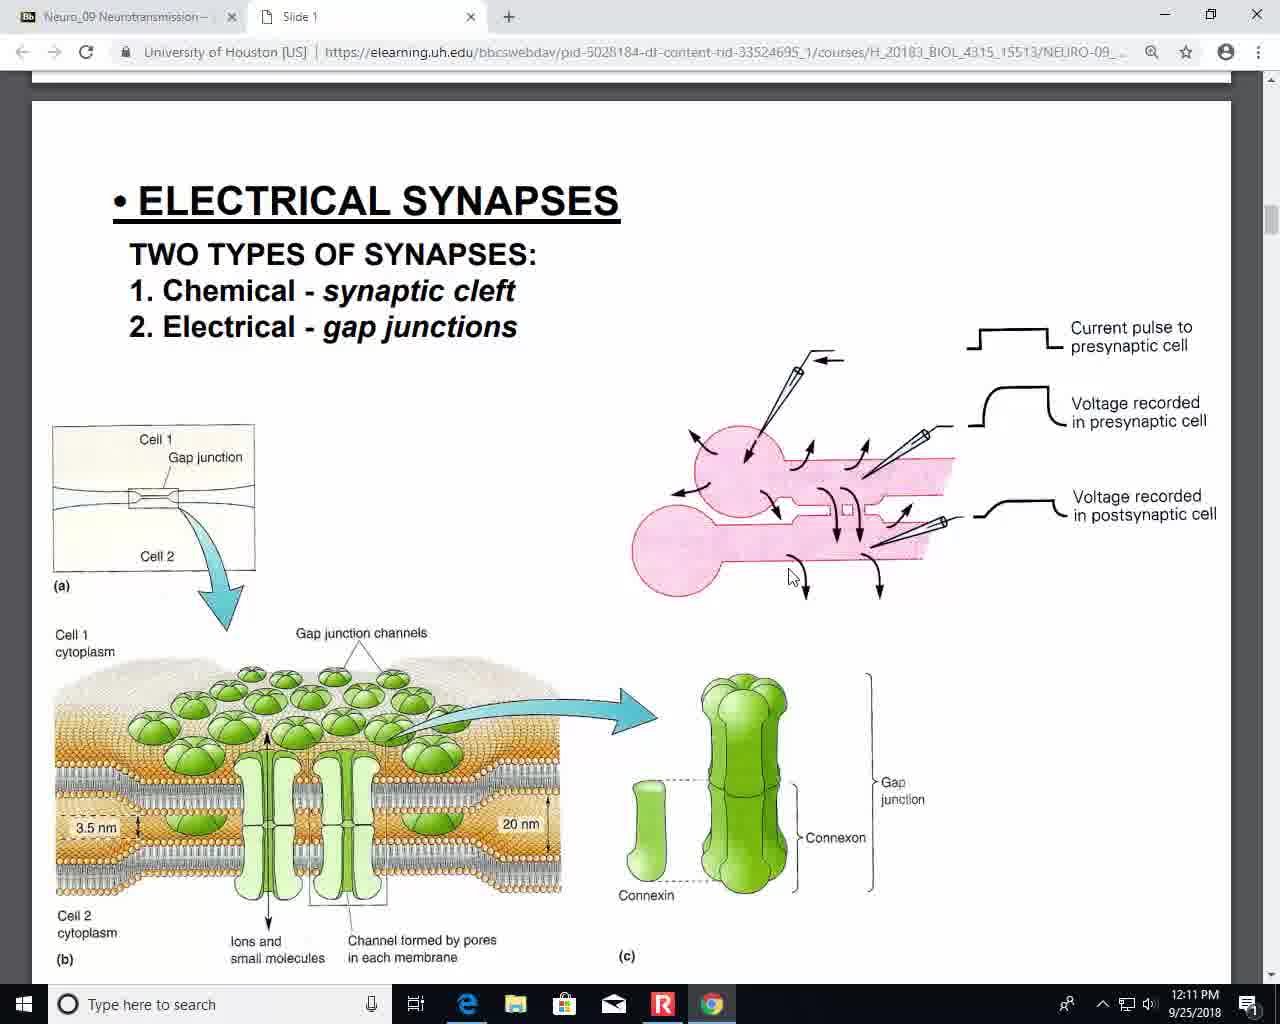 Neuro_09 Neurotransmission –
Slide 1
University of Houston [US]
https://elearning.uh.edu/bbcswebdav/pid-5028184-dt-content-rid-33524695_1/courses/H_20183_BIOL_4315_15513/NEURO-09_...
• ELECTRICAL SYNAPSES
TWO TYPES OF SYNAPSES:
1. Chemical - synaptic cleft
2. Electrical - gap junctions
Current pulse to
presynaptic cell
Voltage recorded
in presynaptic cell
Voltage recorded
in postsynaptic cell
Cell 1
Gap junction
Cell 2
(a)
Cell 1
cytoplasm
Gap junction channels
3.5 nm
20 nm
Cell 2
cytoplasm
Ions and
small molecules
Channel formed by pores
in each membrane
(b)
Gap
junction
Connexon
Connexin
(c)
Type here to search
12:11 PM
9/25/2018